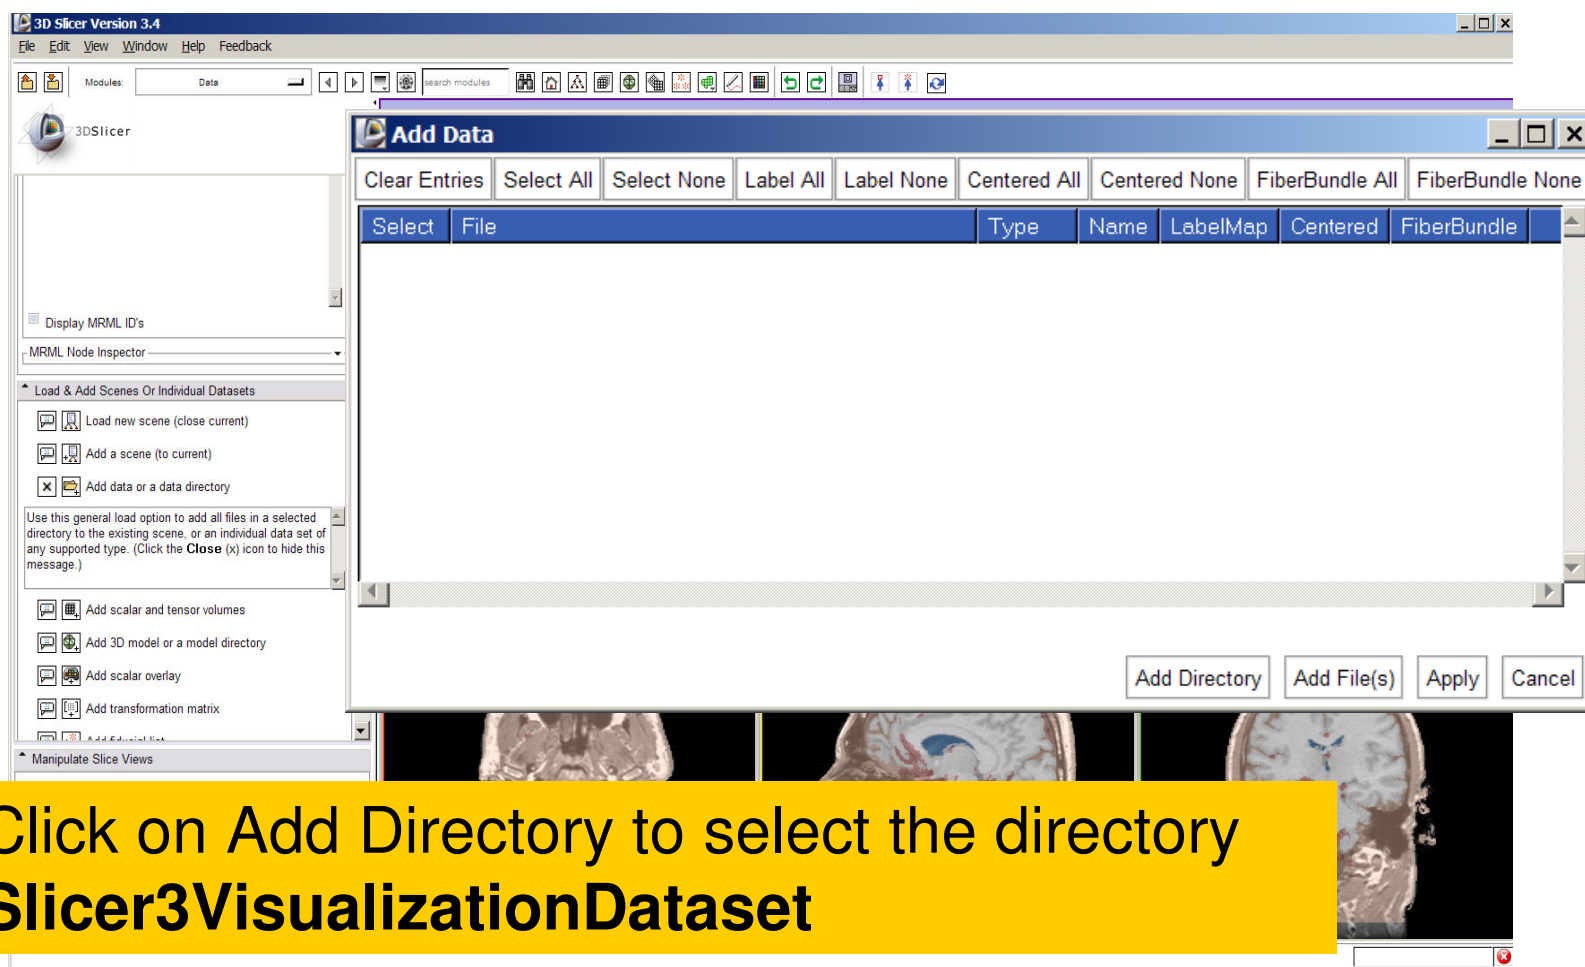 3D Slicer Version 3.4
File Edit View Window Help Feedback
Modules: Data search modules
3DSlicer
Add Data
Clear Entries Select All Select None Label All Label None Centered All Centered None FiberBundle All FiberBundle None
Select File Type Name LabelMap Centered FiberBundle
Display MRML ID's
MRML Node Inspector
Load & Add Scenes Or Individual Datasets
Load new scene (close current)
Add a scene (to current)
Add data or a data directory
Use this general load option to add all files in a selected
directory to the existing scene, or an individual data set of
any supported type. (Click the Close (x) icon to hide this
message.)
Add scalar and tensor volumes
Add 3D model or a model directory
Add scalar overlay
Add transformation matrix
Add fiducial list
Add Directory Add File(s) Apply Cancel
Manipulate Slice Views
Click on Add Directory to select the directory
Slicer3VisualizationDataset